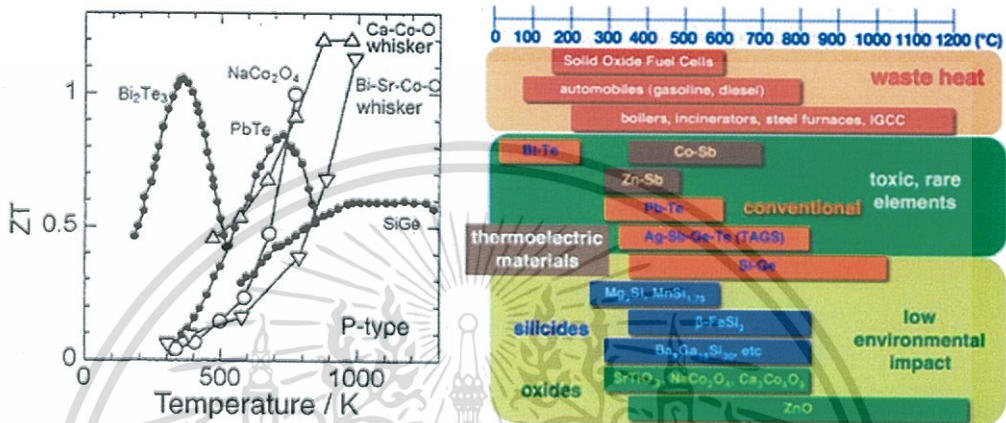 Ca-Co-O
whisker
NaCo2O4
Bi-Sr-Co-O
whisker
Bi2Te3
PbTe
SiGe
P-type
ZT
1
0.5
0
0 500 1000
Temperature / K
0 100 200 300 400 500 600 700 800 900 1000 1100 1200 (°C)
Solid Oxide Fuel Cells
waste heat
automobiles (gasoline, diesel)
boilers, incinerators, steel furnaces, IGCC
Bi-Te
Co-Sb
Zn-Sb
toxic, rare
elements
Pb-Te
conventional
thermoelectric
materials
Ag-Sb-Ge-Te (TAGS)
Si-Ge
Mg2Si, MnSi1.75
silicides
β-FeSi2
low
environmental
impact
Ba8Ga16Si30, etc
oxides
SrTiO3, NaCo2O4, Ca3Co4O9
ZnO